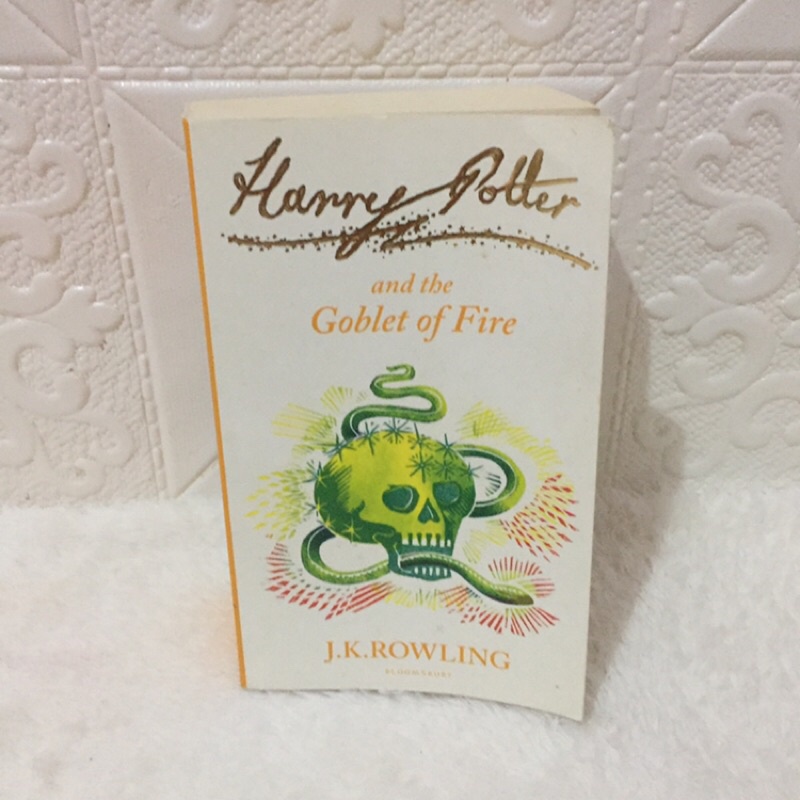 Harry Potter
and the
Goblet of Fire
J.K.ROWLING
BLOOMSBURY